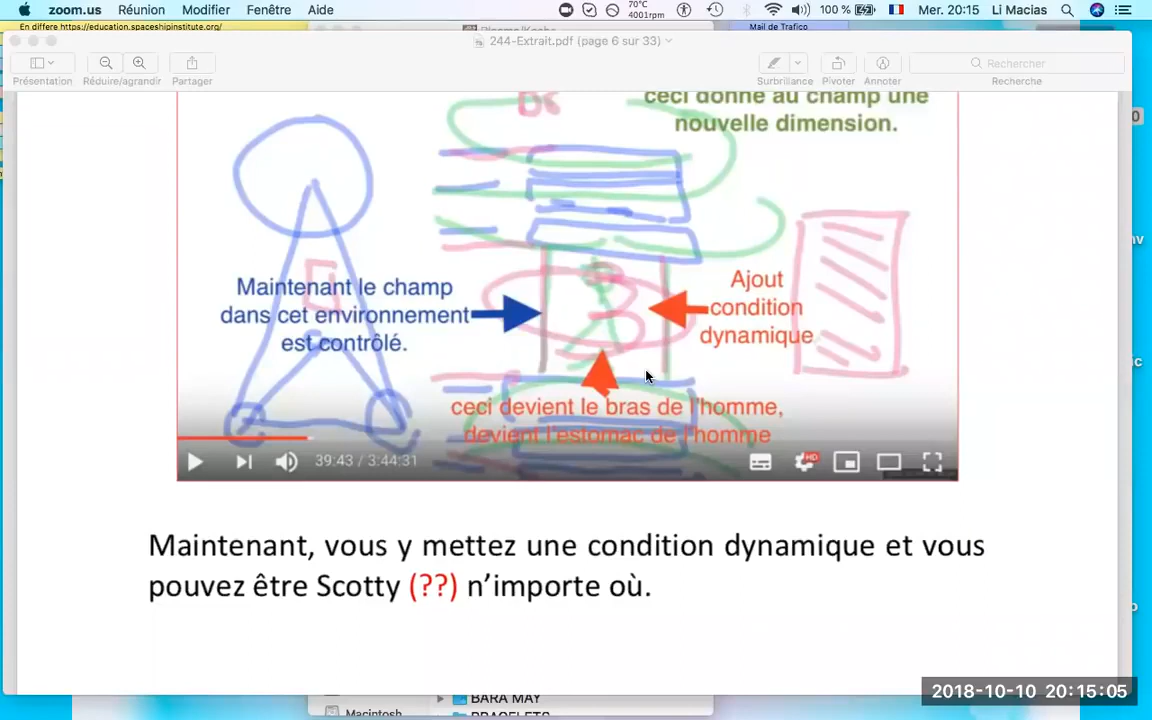 zoom.us Réunion Modifier Fenêtre Aide 70°C 4001rpm 100 % Mer. 20:15 Li Macias
En differe https://education.spaceshipinstitute.org/ Mail de Trafico
244-Extrait.pdf (page 6 sur 33)
Rechercher
Présentation Réduire/agrandir Partager Surbrillance Pivoter Annoter Recherche
ceci donne au champ une
nouvelle dimension.
Maintenant le champ
dans cet environnement
est contrôlé.
Ajout
condition
dynamique
ceci devient le bras de l'homme,
devient l'estomac de l'homme
39:43 / 3:44:31
HD
Maintenant, vous y mettez une condition dynamique et vous
pouvez être Scotty (??) n'importe où.
BARA MAY
Macintosh
BRACELETS
2018-10-10 20:15:05